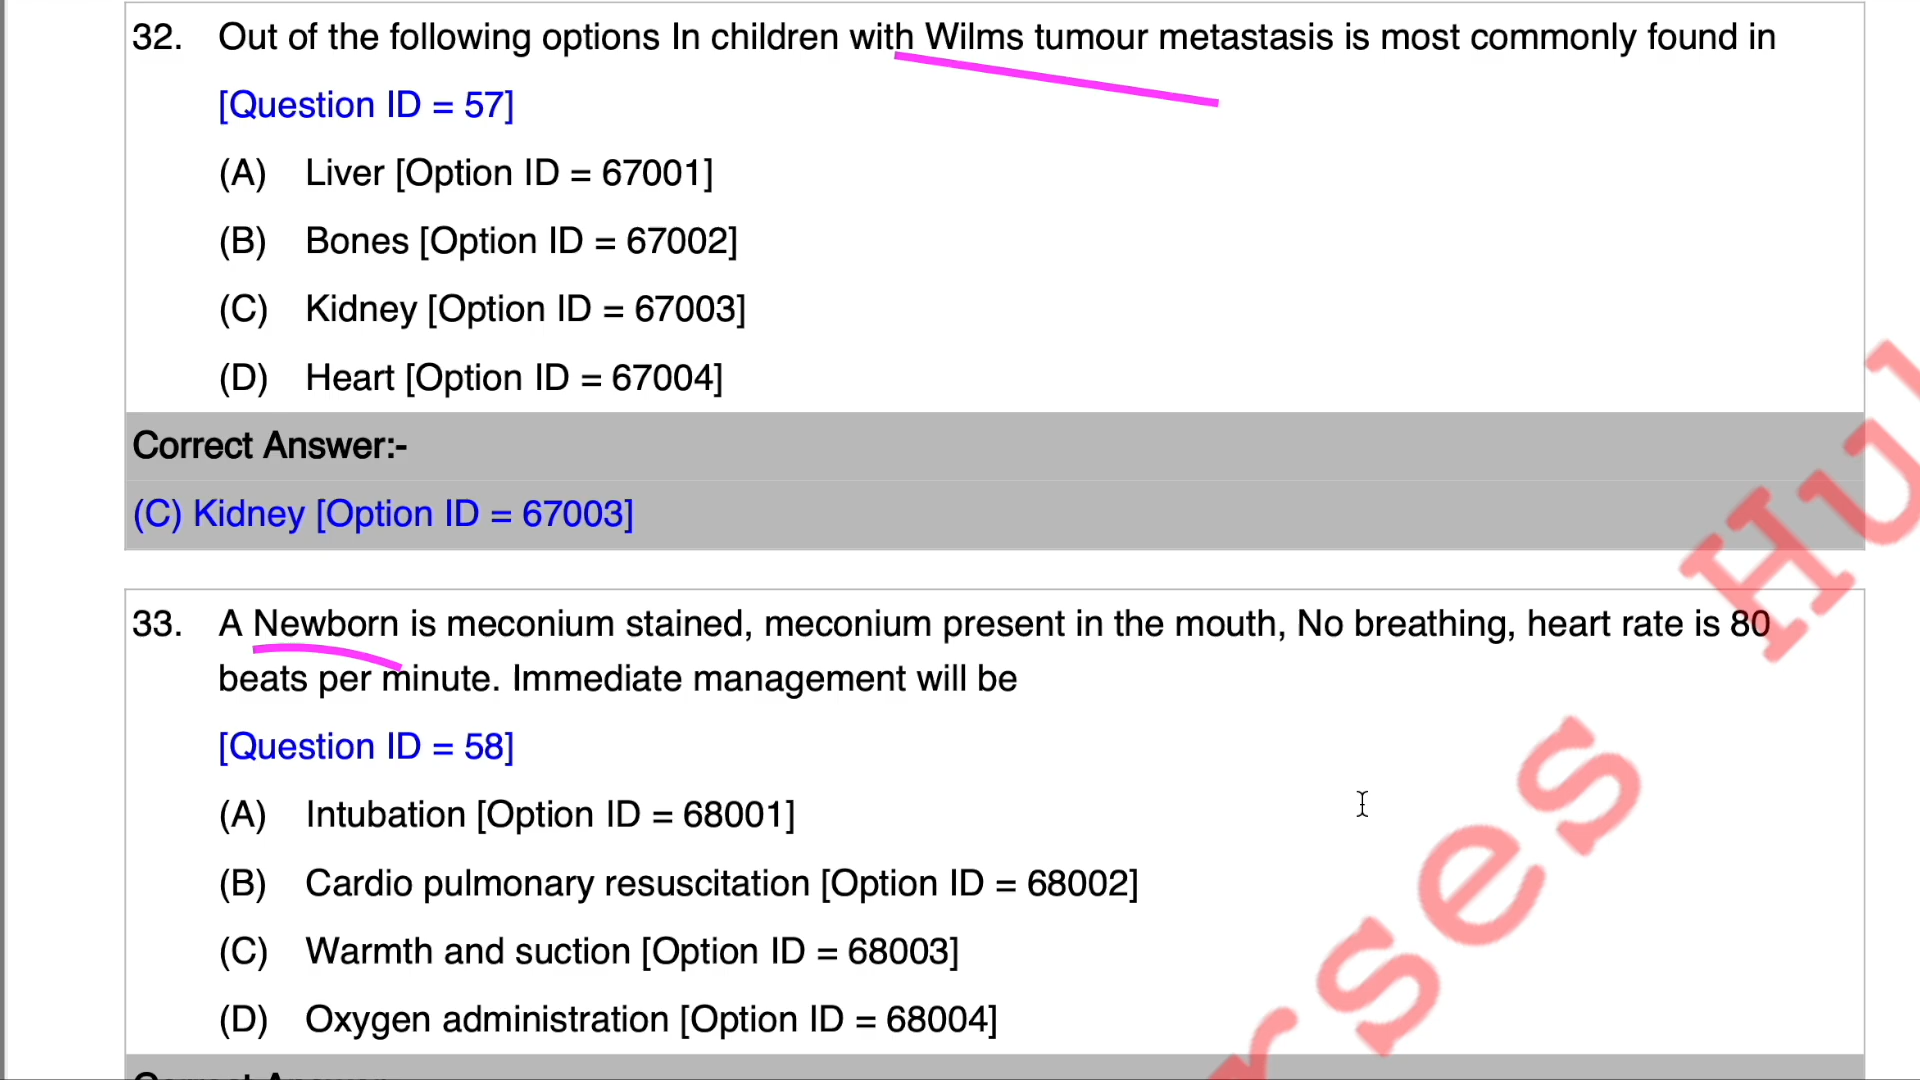 32. Out of the following options In children with Wilms tumour metastasis is most commonly found in
[Question ID = 57]
(A) Liver [Option ID = 67001]
(B) Bones [Option ID = 67002]
(C) Kidney [Option ID = 67003]
(D) Heart [Option ID = 67004]
Correct Answer:-
(C) Kidney [Option ID = 67003]
33. A Newborn is meconium stained, meconium present in the mouth, No breathing, heart rate is 80
beats per minute. Immediate management will be
[Question ID = 58]
(A) Intubation [Option ID = 68001]
(B) Cardio pulmonary resuscitation [Option ID = 68002]
(C) Warmth and suction [Option ID = 68003]
(D) Oxygen administration [Option ID = 68004]